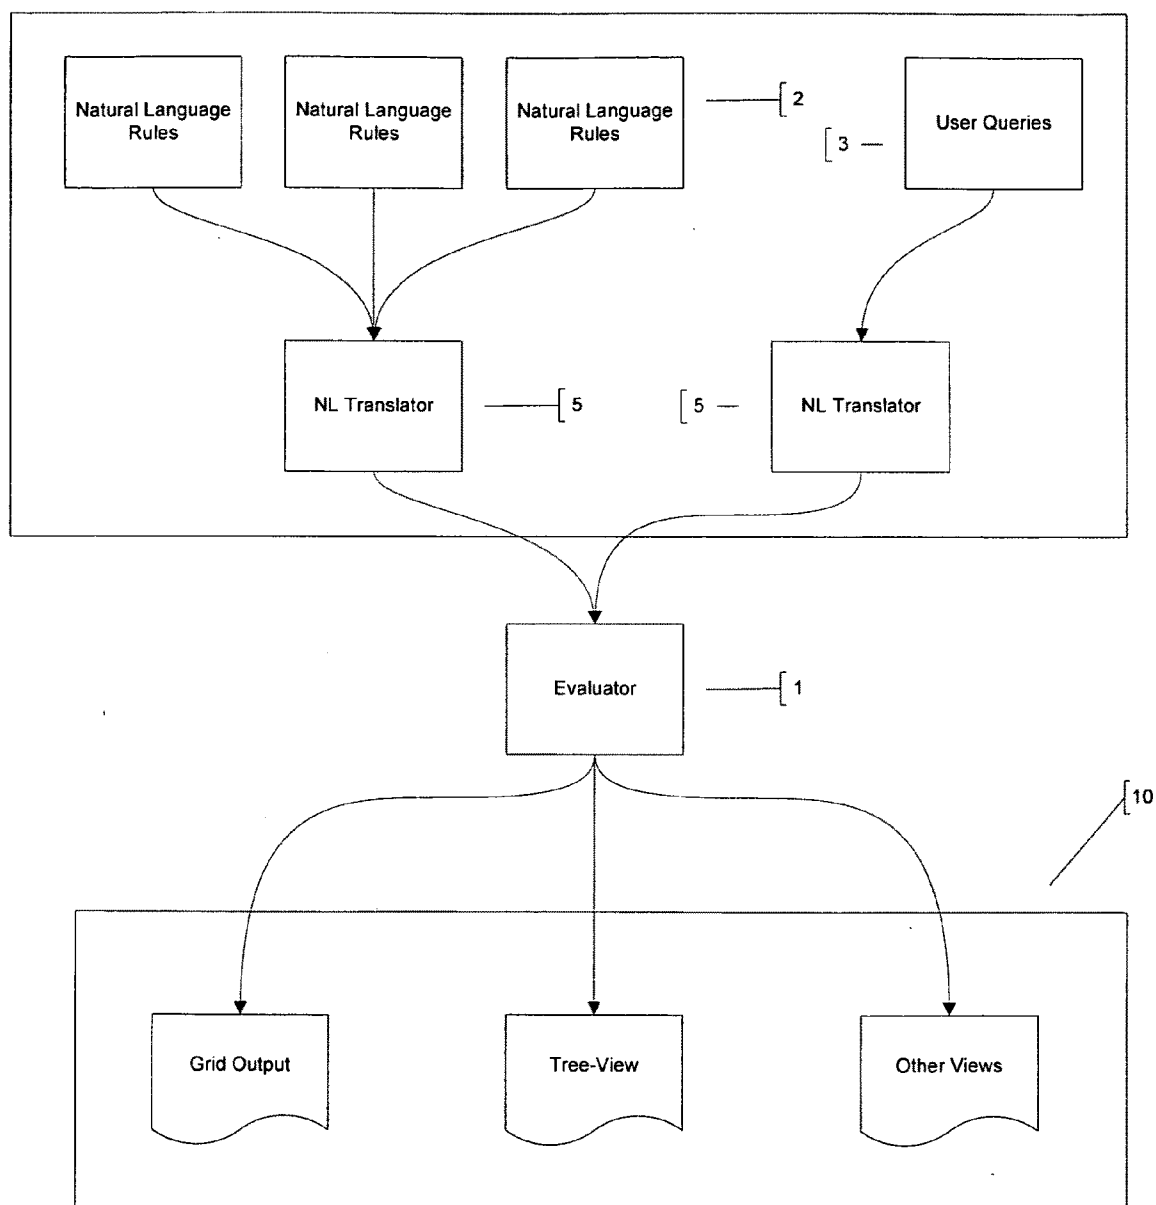 Natural Language
Rules
Natural Language
Rules
Natural Language
Rules
2
User Queries
3
NL Translator
5
5
NL Translator
Evaluator
1
10
Grid Output
Tree-View
Other Views